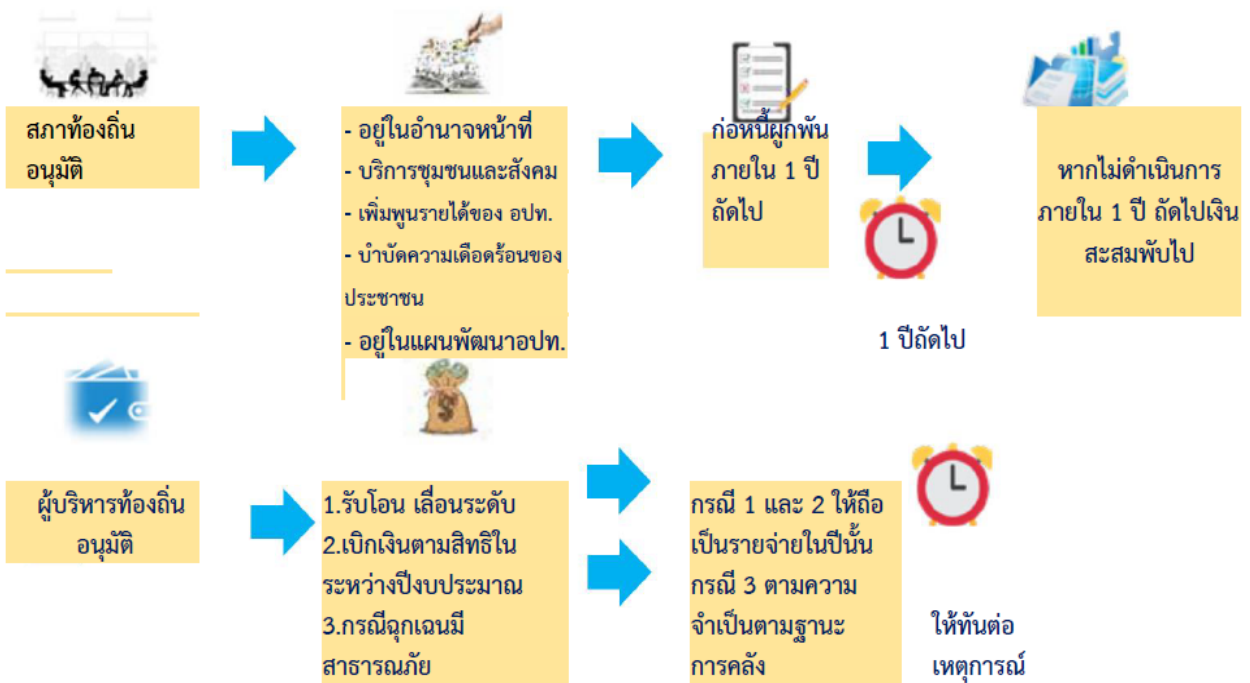 สภาท้องถิ่น
อนุมัติ
- อยู่ในอำนาจหน้าที่
- บริการชุมชนและสังคม
- เพิ่มพูนรายได้ของ อปท.
- บำบัดความเดือดร้อนของ
ประชาชน
- อยู่ในแผนพัฒนาอปท.
ก่อหนี้ผูกพัน
ภายใน 1 ปี
ถัดไป
1 ปีถัดไป
หากไม่ดำเนินการ
ภายใน 1 ปี ถัดไปเงิน
สะสมพับไป
ผู้บริหารท้องถิ่น
อนุมัติ
1.รับโอน เลื่อนระดับ
2.เบิกเงินตามสิทธิใน
ระหว่างปีงบประมาณ
3.กรณีฉุกเฉนมี
สาธารณภัย
กรณี 1 และ 2 ให้ถือ
เป็นรายจ่ายในปีนั้น
กรณี 3 ตามความ
จำเป็นตามฐานะ
การคลัง
ให้ทันต่อ
เหตุการณ์